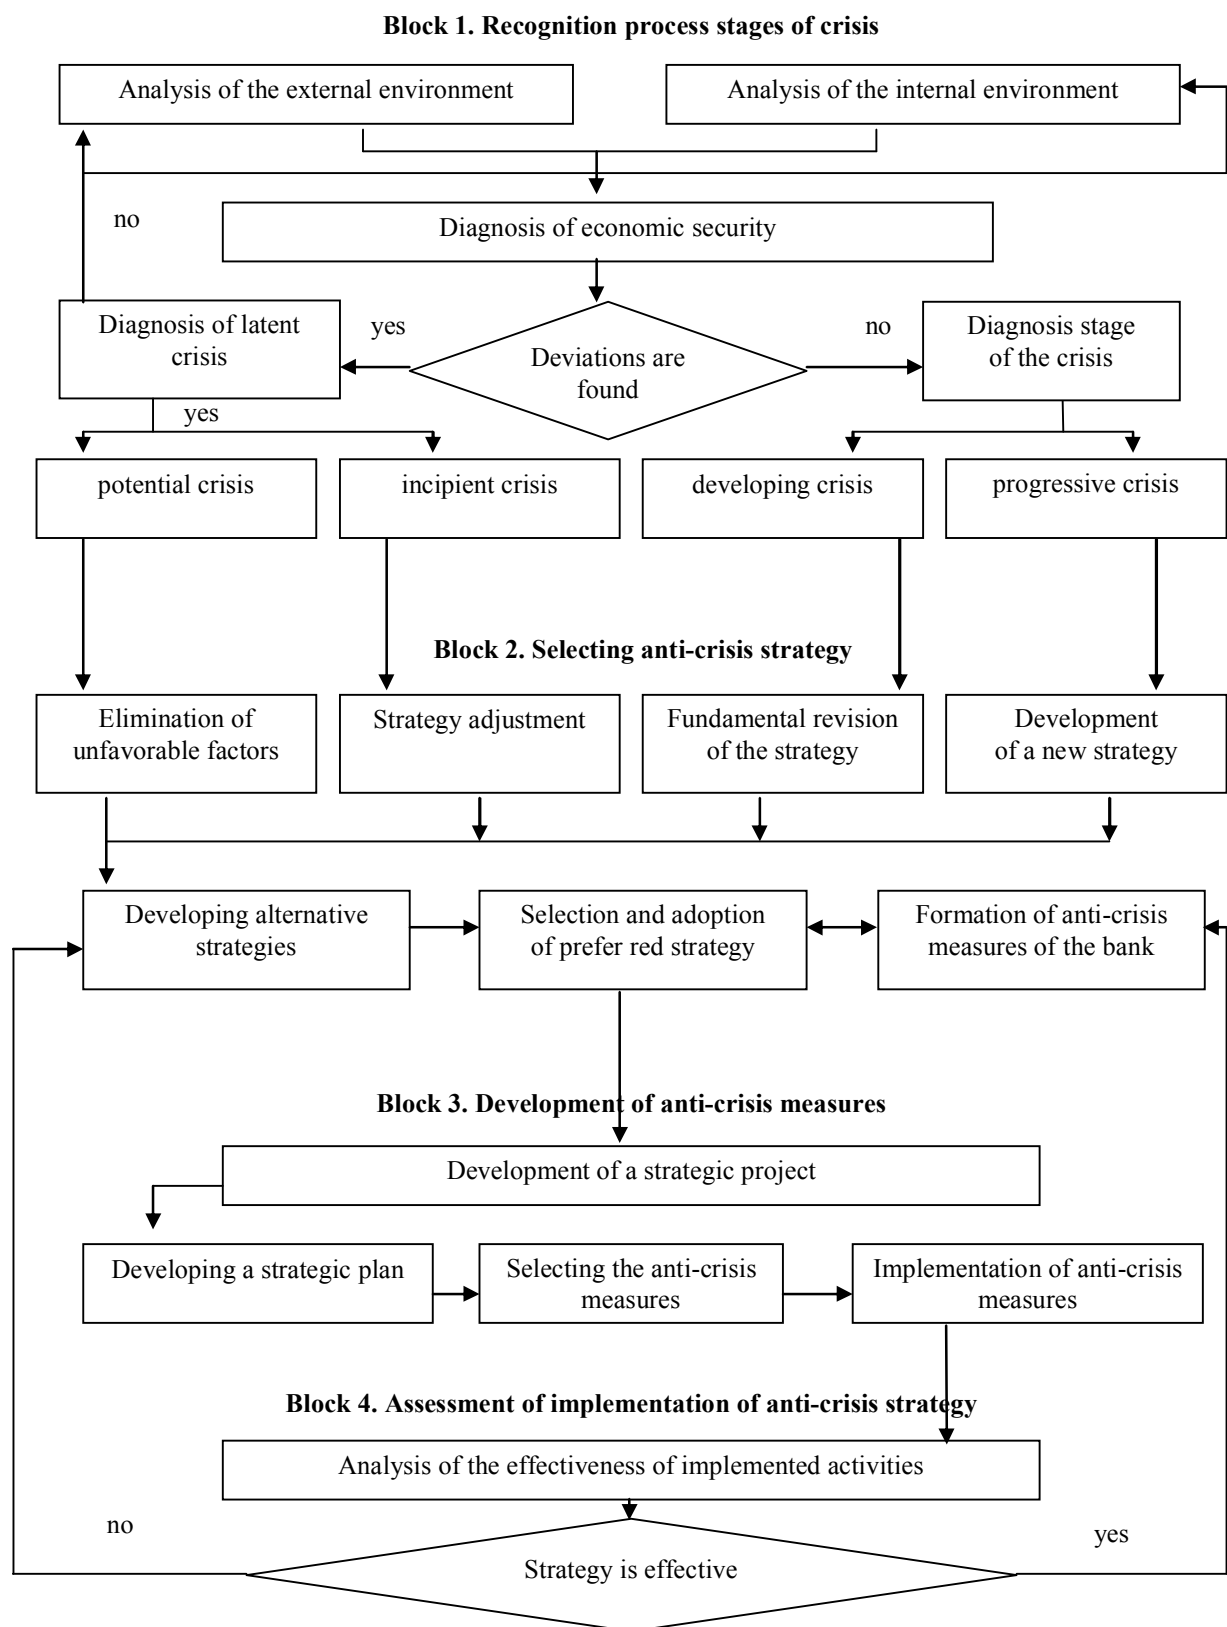 Block 1. Recognition process stages of crisis
Analysis of the external environment
Analysis of the internal environment
no
Diagnosis of economic security
Diagnosis of latent
crisis
yes
Deviations are
found
no
Diagnosis stage
of the crisis
yes
potential crisis
incipient crisis
developing crisis
progressive crisis
Block 2. Selecting anti-crisis strategy
Elimination of
unfavorable factors
Strategy adjustment
Fundamental revision
of the strategy
Development
of a new strategy
Developing alternative
strategies
Selection and adoption
of prefer red strategy
Formation of anti-crisis
measures of the bank
Block 3. Development of anti-crisis measures
Development of a strategic project
Developing a strategic plan
Selecting the anti-crisis
measures
Implementation of anti-crisis
measures
Block 4. Assessment of implementation of anti-crisis strategy
Analysis of the effectiveness of implemented activities
no
Strategy is effective
yes